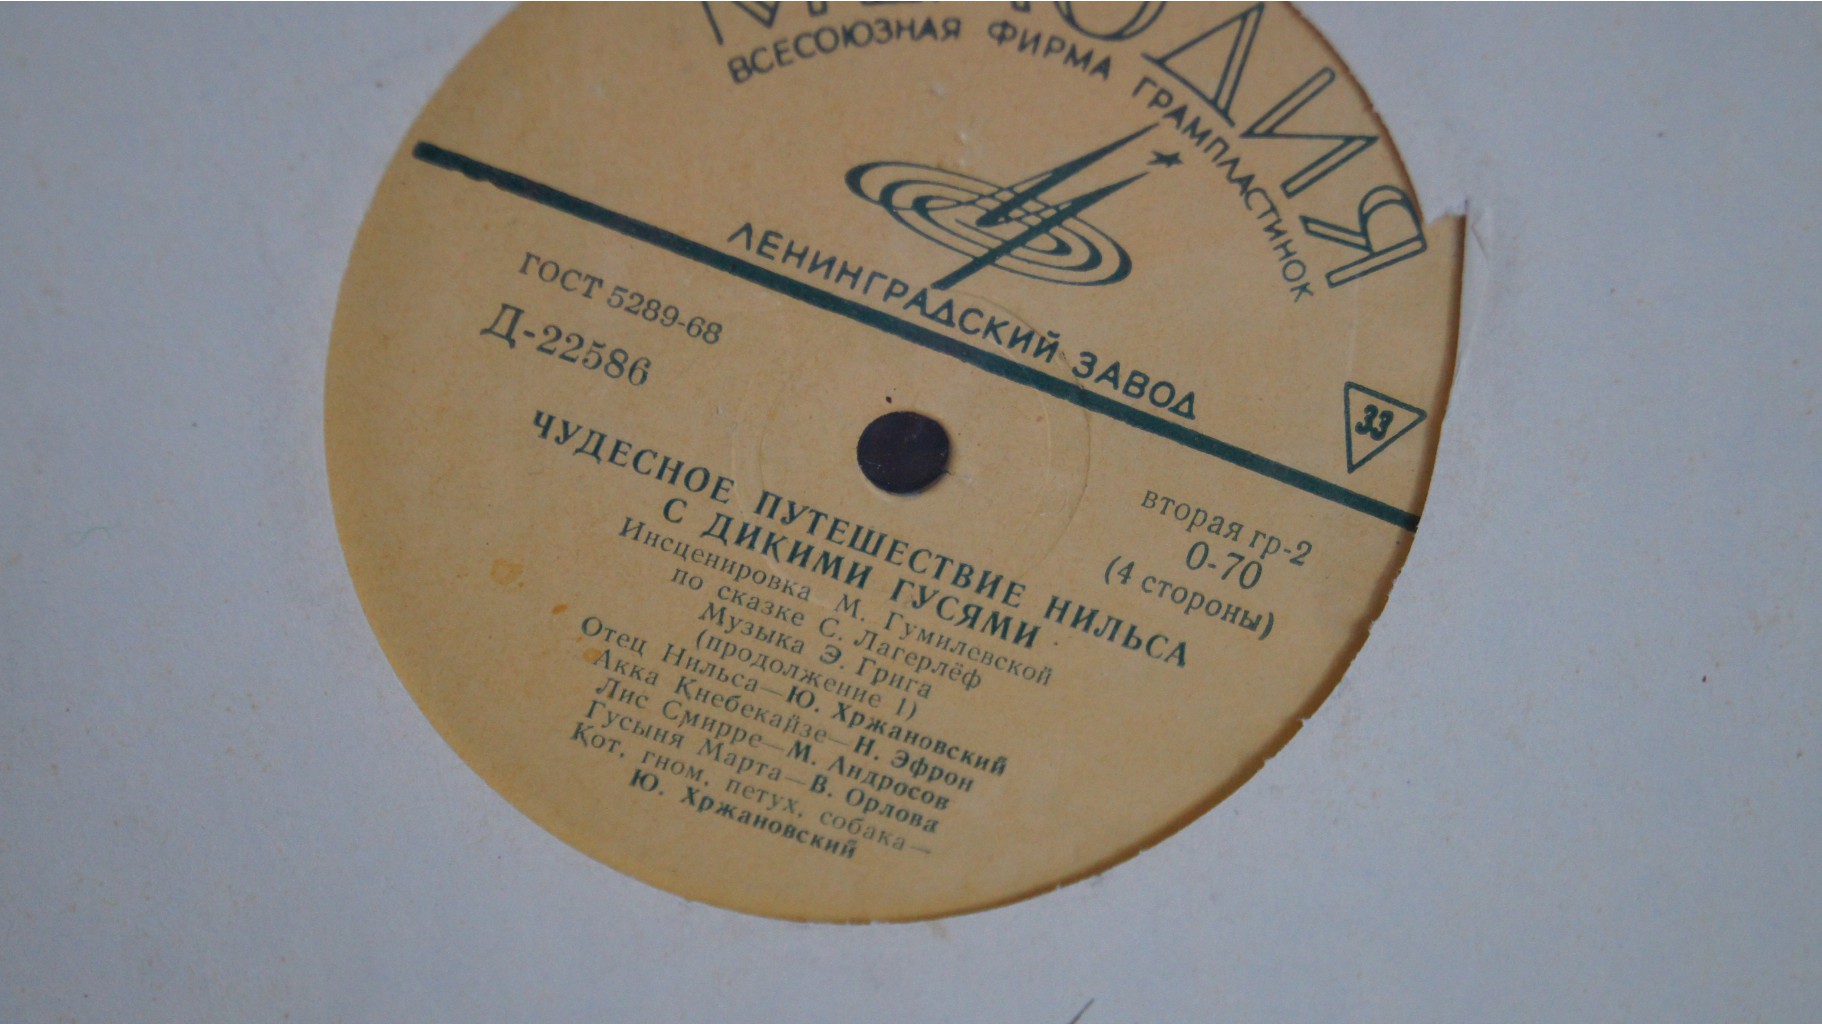 МЕЛОДИЯ
ВСЕСОЮЗНАЯ ФИРМА ГРАМПЛАСТИНОК
ЛЕНИНГРАДСКИЙ ЗАВОД
33
ГОСТ 5289-68
Д-22586
вторая гр-2
0-70
(4 стороны)
ЧУДЕСНОЕ ПУТЕШЕСТВИЕ НИЛЬСА
С ДИКИМИ ГУСЯМИ
Инсценировка М. Гумилевской
по сказке С. Лагерлёф
Музыка Э. Грига
(продолжение 1)
Отец Нильса—Ю. Хржановский
Акка Кнебекайзе—Н. Эфрон
Лис Смирре—М. Андросов
Гусыня Марта—В. Орлова
Кот, гном, петух, собака—
Ю. Хржановский